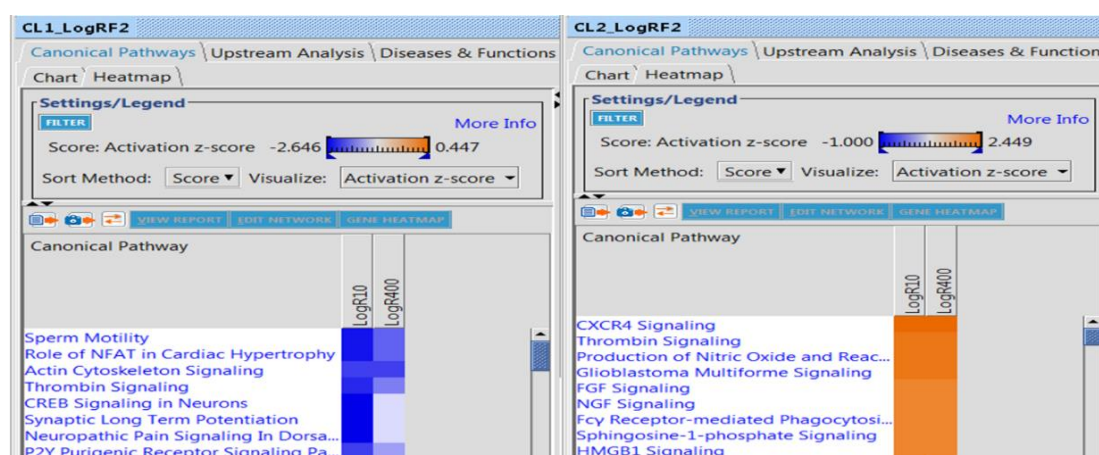 CL1_LogRF2
Canonical Pathways Upstream Analysis Diseases & Functions
Chart Heatmap
Settings/Legend
FILTER
More Info
Score: Activation z-score -2.646 0.447
Sort Method: Score Visualize: Activation z-score
VIEW REPORT EDIT NETWORK GENE HEATMAP
Canonical Pathway
LogR10
LogR400
Sperm Motility
Role of NFAT in Cardiac Hypertrophy
Actin Cytoskeleton Signaling
Thrombin Signaling
CREB Signaling in Neurons
Synaptic Long Term Potentiation
Neuropathic Pain Signaling In Dorsa...
P2Y Purigenic Receptor Signaling Pa...
CL2_LogRF2
Canonical Pathways Upstream Analysis Diseases & Function
Chart Heatmap
Settings/Legend
FILTER
More Info
Score: Activation z-score -1.000 2.449
Sort Method: Score Visualize: Activation z-score
VIEW REPORT EDIT NETWORK GENE HEATMAP
Canonical Pathway
LogR10
LogR400
CXCR4 Signaling
Thrombin Signaling
Production of Nitric Oxide and Reac...
Glioblastoma Multiforme Signaling
FGF Signaling
NGF Signaling
Fcγ Receptor-mediated Phagocytosi...
Sphingosine-1-phosphate Signaling
HMGB1 Signaling